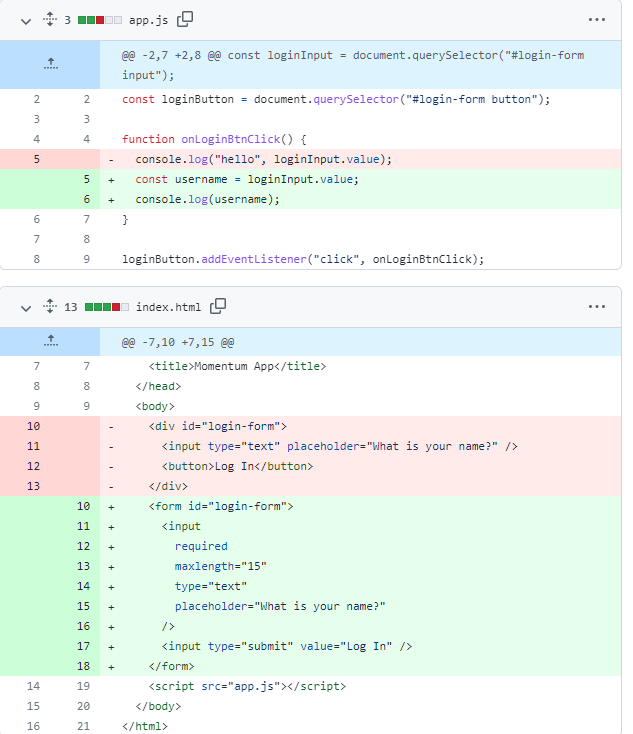 3 app.js
@@ -2,7 +2,8 @@ const loginInput = document.querySelector("#login-form
input");
2 2 const loginButton = document.querySelector("#login-form button");
3 3
4 4 function onLoginBtnClick() {
5 - console.log("hello", loginInput.value);
5 + const username = loginInput.value;
6 + console.log(username);
6 7 }
7 8
8 9 loginButton.addEventListener("click", onLoginBtnClick);
13 index.html
@@ -7,10 +7,15 @@
7 7 <title>Momentum App</title>
8 8 </head>
9 9 <body>
10 - <div id="login-form">
11 - <input type="text" placeholder="What is your name?" />
12 - <button>Log In</button>
13 - </div>
10 + <form id="login-form">
11 + <input
12 + required
13 + maxlength="15"
14 + type="text"
15 + placeholder="What is your name?"
16 + />
17 + <input type="submit" value="Log In" />
18 + </form>
14 19 <script src="app.js"></script>
15 20 </body>
16 21 </html>